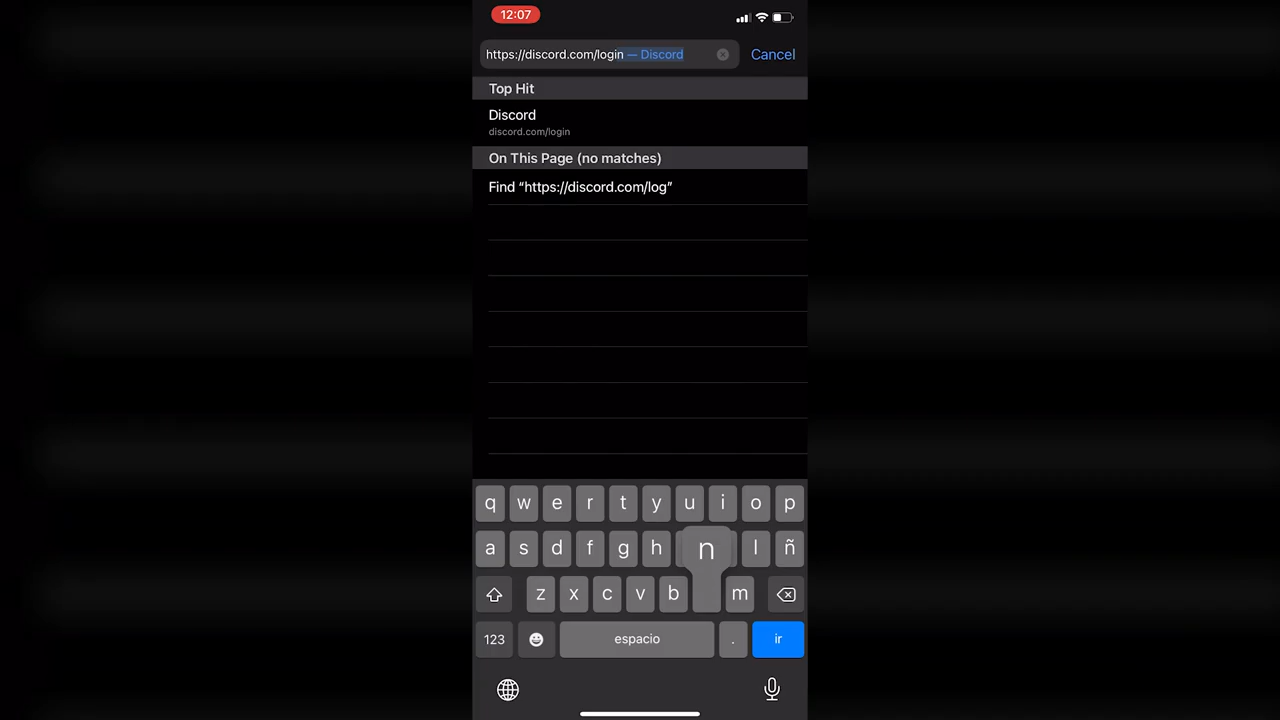 12:07
https://discord.com/login — Discord
Cancel
Top Hit
Discord
discord.com/login
On This Page (no matches)
Find “https://discord.com/log”
q w e r t y u i o p
a s d f g h n l ñ
z x c v b m
123 espacio . ir